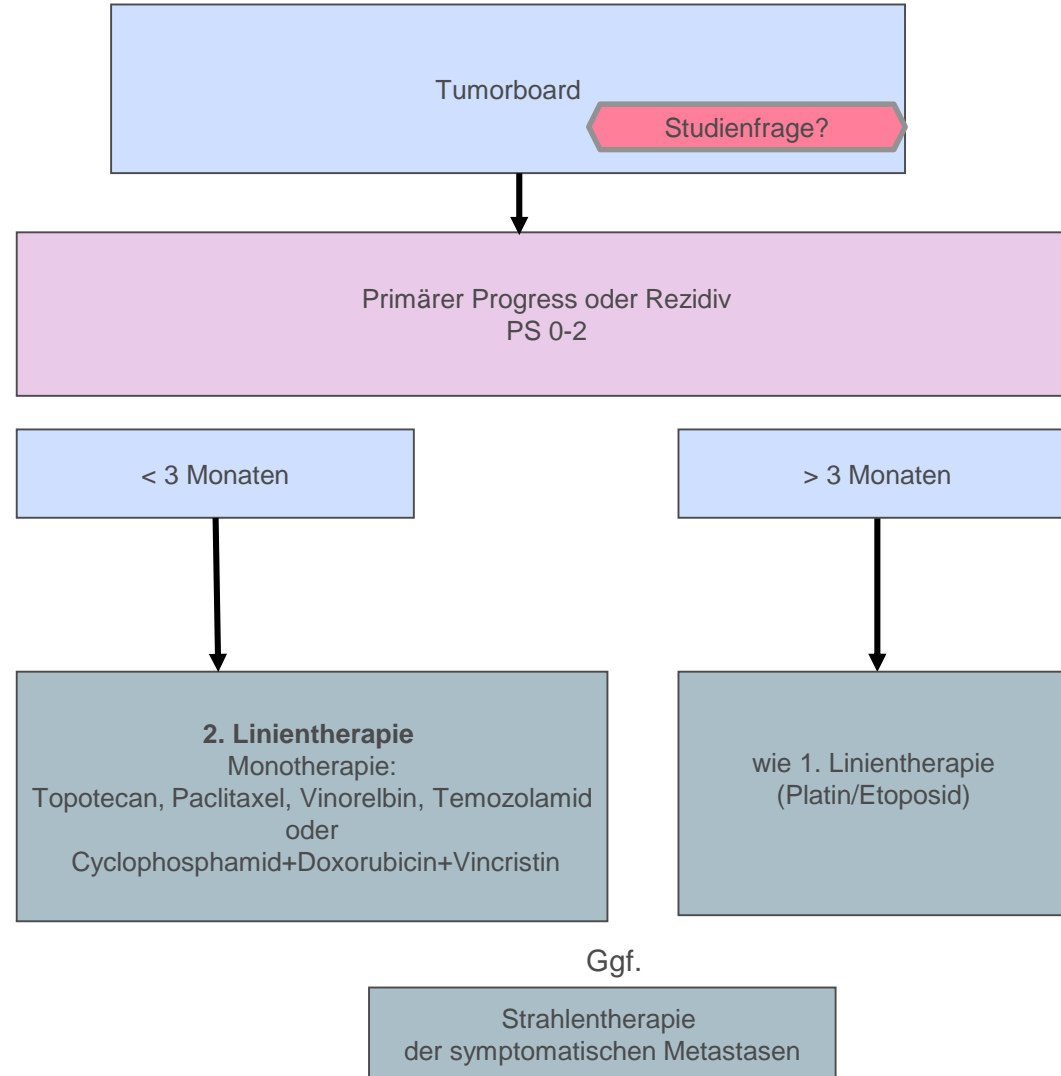 Tumorboard
Studienfrage?
Primärer Progress oder Rezidiv
PS 0-2
< 3 Monaten
> 3 Monaten
2. Linientherapie
Monotherapie:
Topotecan, Paclitaxel, Vinorelbin, Temozolamid
oder
Cyclophosphamid+Doxorubicin+Vincristin
wie 1. Linientherapie
(Platin/Etoposid)
Ggf.
Strahlentherapie
der symptomatischen Metastasen